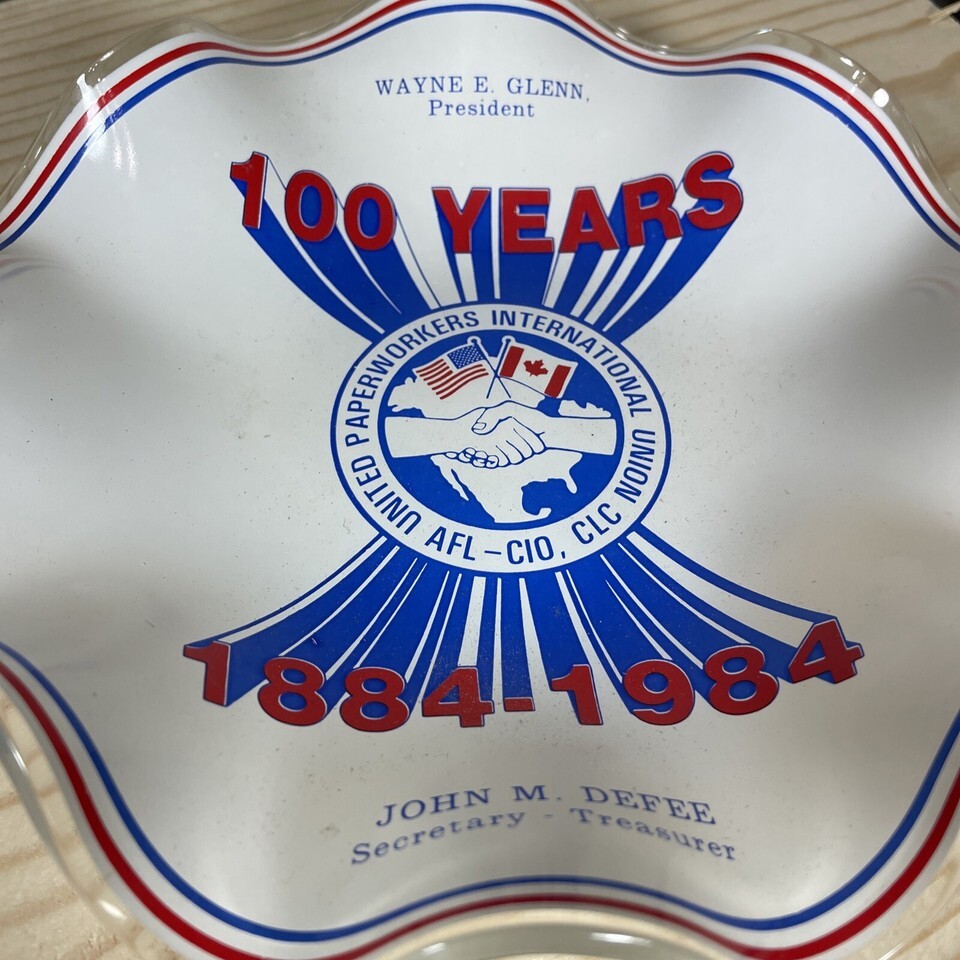 WAYNE E. GLENN,
President
100 YEARS
UNITED PAPERWORKERS INTERNATIONAL UNION
AFL-CIO, CLC
1884-1984
JOHN M. DEFEE
Secretary - Treasurer